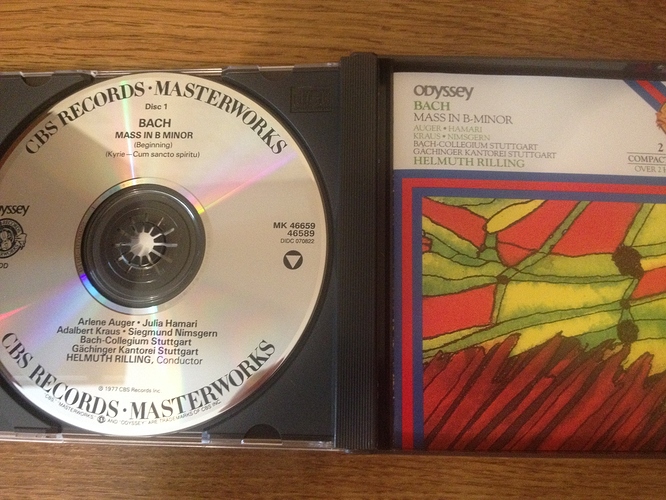 CBS RECORDS · MASTERWORKS
Disc 1
BACH
MASS IN B MINOR
(Beginning)
(Kyrie—Cum sancto spiritu)
MK 46659
46589
DIDC 070822
Arlene Auger • Julia Hamari
Adalbert Kraus • Siegmund Nimsgern
Bach-Collegium Stuttgart
Gächinger Kantorei Stuttgart
HELMUTH RILLING, Conductor
℗ 1977 CBS Records Inc.
CBS RECORDS · MASTERWORKS
ODYSSEY
BACH
MASS IN B-MINOR
AUGER • HAMARI
KRAUS • NIMSGERN
BACH-COLLEGIUM STUTTGART
GÄCHINGER KANTOREI STUTTGART
HELMUTH RILLING
2
COMPAC
OVER 2